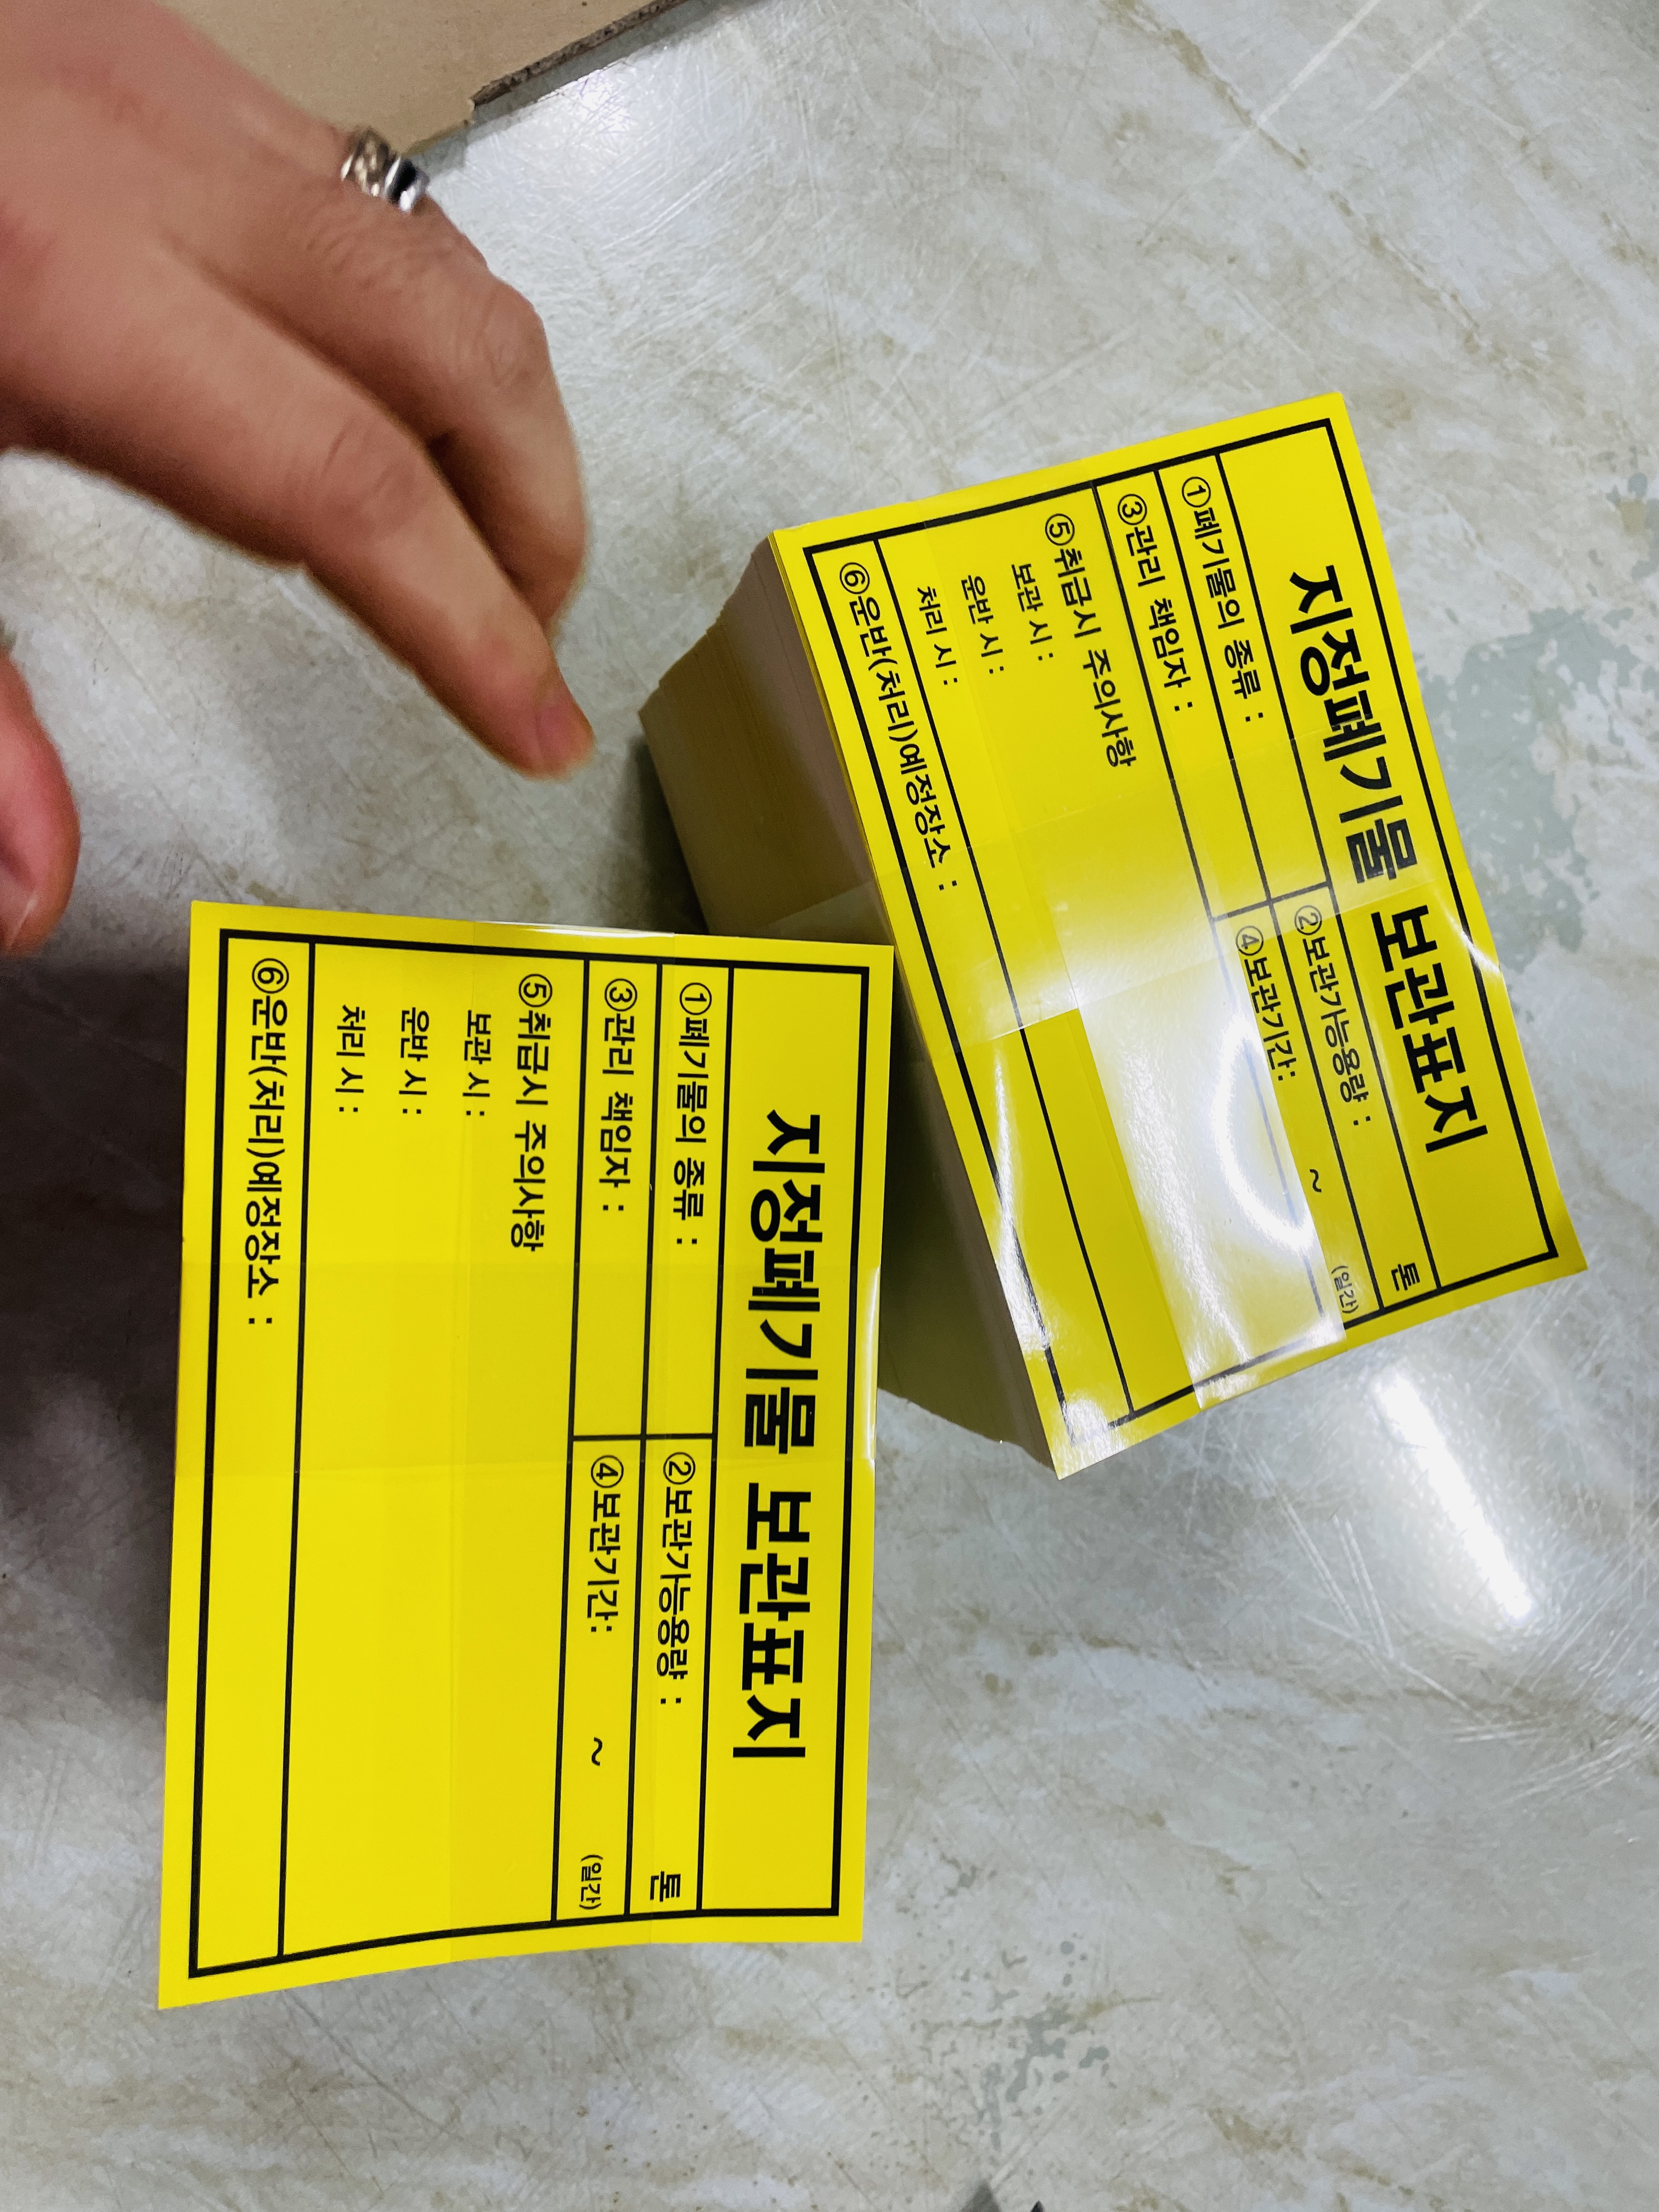 지정폐기물 보관표지
①폐기물의 종류 : ②보관가능용량 : 톤
③관리 책임자 : ④보관기간: ~ (일간)
⑤취급시 주의사항
보관 시 :
운반 시 :
처리 시 :
⑥운반(처리)예정장소 :
지정폐기물 보관표지
①폐기물의 종류 : ②보관가능용량 : 톤
③관리 책임자 : ④보관기간: ~ (일간)
⑤취급시 주의사항
보관 시 :
운반 시 :
처리 시 :
⑥운반(처리)예정장소 :